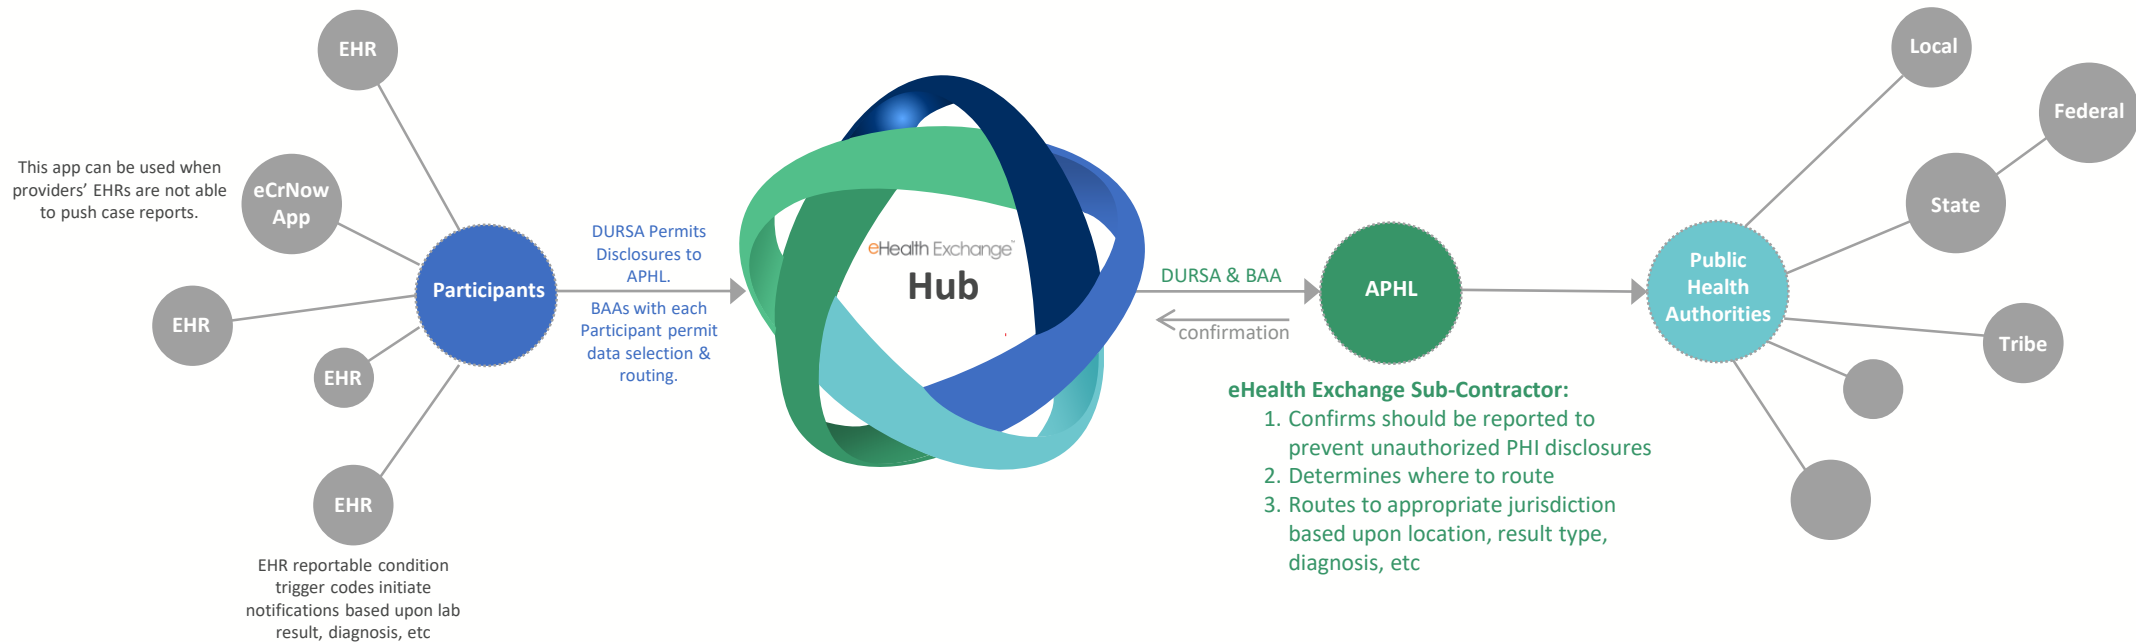 EHR
This app can be used when
providers’ EHRs are not able
to push case reports.
eCrNow
App
EHR
EHR
EHR
EHR reportable condition
trigger codes initiate
notifications based upon lab
result, diagnosis, etc
Participants
DURSA Permits
Disclosures to
APHL.
BAAs with each
Participant permit
data selection &
routing.
eHealth Exchange™
Hub
DURSA & BAA
confirmation
APHL
eHealth Exchange Sub-Contractor:
1. Confirms should be reported to
prevent unauthorized PHI disclosures
2. Determines where to route
3. Routes to appropriate jurisdiction
based upon location, result type,
diagnosis, etc
Public
Health
Authorities
Local
Federal
State
Tribe